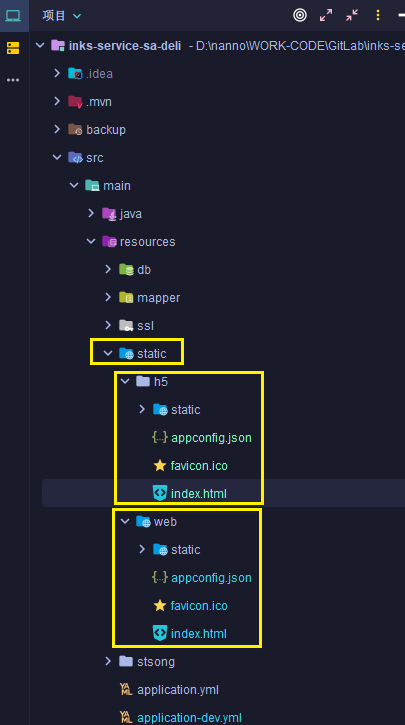 项目
inks-service-sa-deli - D:\nanno\WORK-CODE\GitLab\inks-se
.idea
.mvn
backup
src
main
java
resources
db
mapper
ssl
static
h5
static
appconfig.json
favicon.ico
index.html
web
static
appconfig.json
favicon.ico
index.html
stsong
application.yml
application-dev.yml